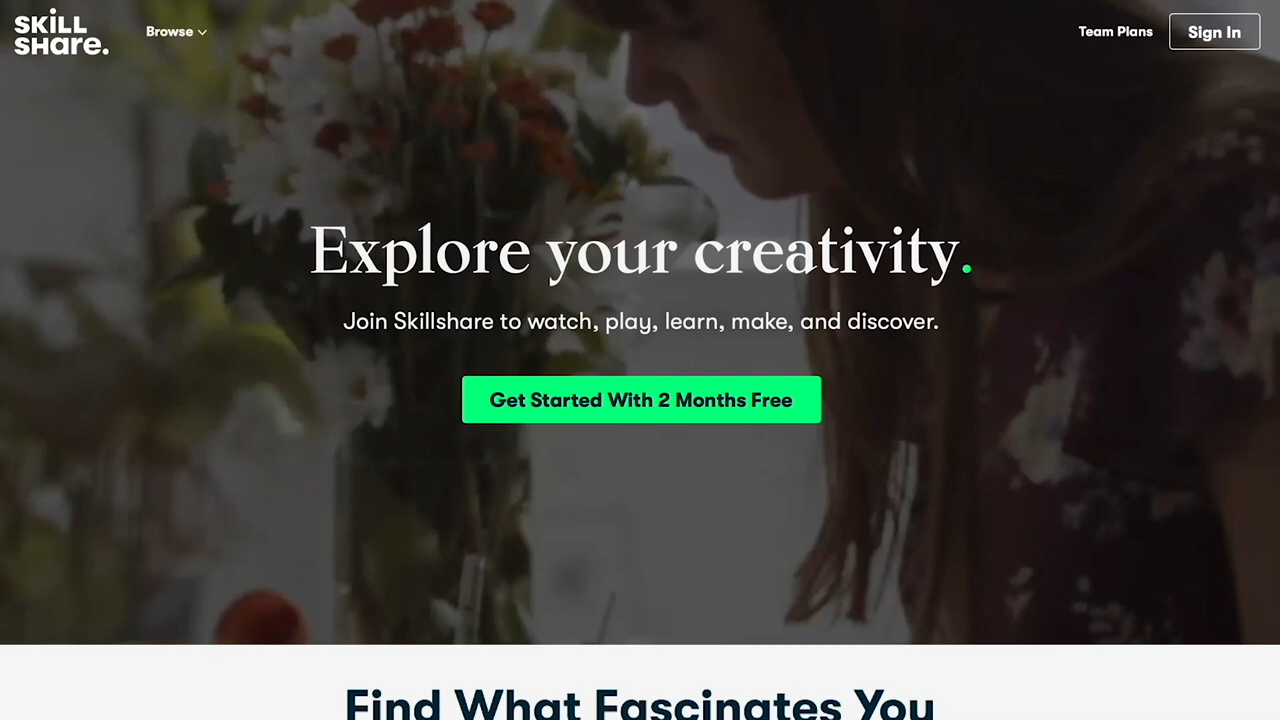 SKILL
SHare.
Browse
Team Plans
Sign In
Explore your creativity.
Join Skillshare to watch, play, learn, make, and discover.
Get Started With 2 Months Free
Find What Fascinates You